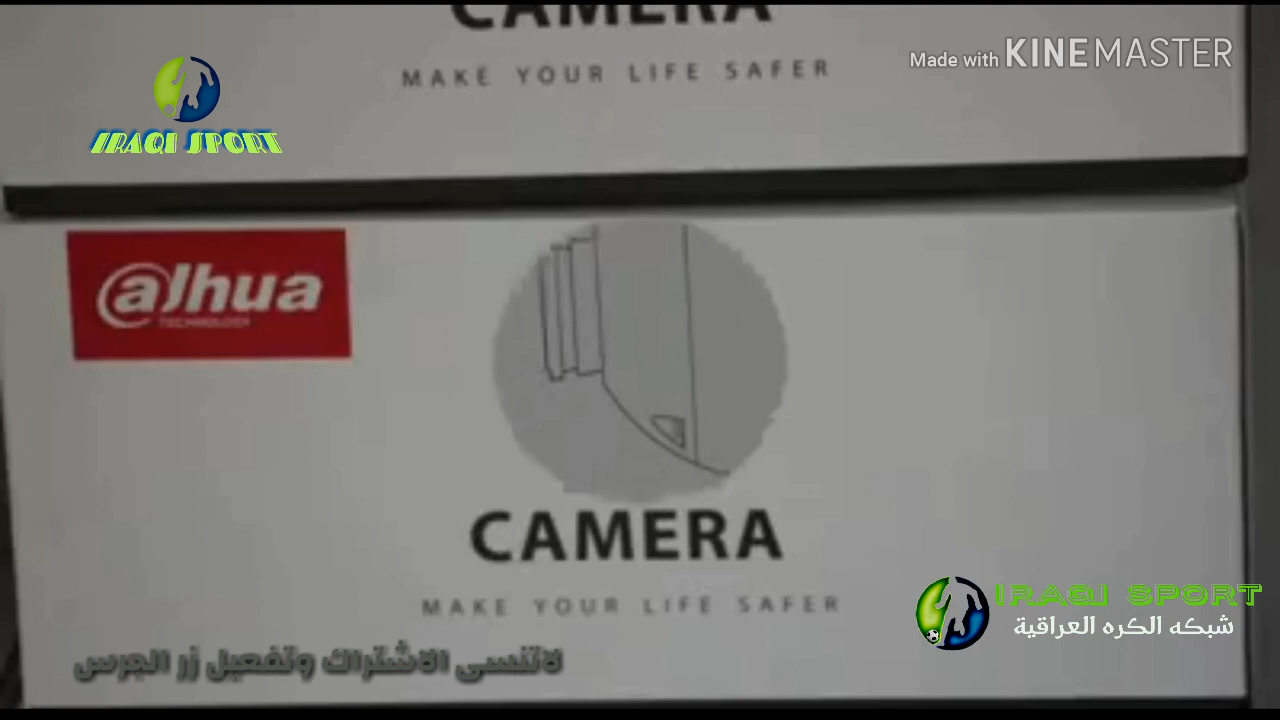 CAMERA
MAKE YOUR LIFE SAFER
Made with KINEMASTER
IRAQI SPORT
alhua
TECHNOLOGY
CAMERA
MAKE YOUR LIFE SAFER
IRAQI SPORT
شبكه الكره العراقية
لاتنسى الاشتراك وتفعيل زر الجرس